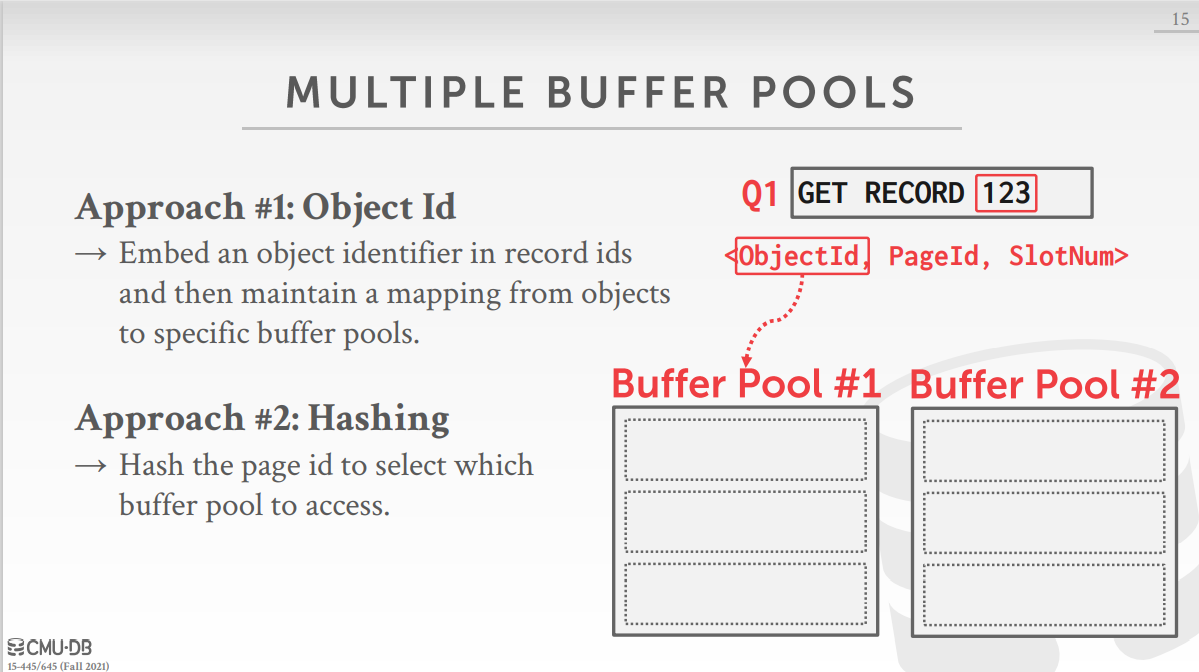 15
MULTIPLE BUFFER POOLS
Approach #1: Object Id
→ Embed an object identifier in record ids
and then maintain a mapping from objects
to specific buffer pools.
Approach #2: Hashing
→ Hash the page id to select which
buffer pool to access.
Q1 GET RECORD 123
<ObjectId, PageId, SlotNum>
Buffer Pool #1
Buffer Pool #2
CMU·DB
15-445/645 (Fall 2021)